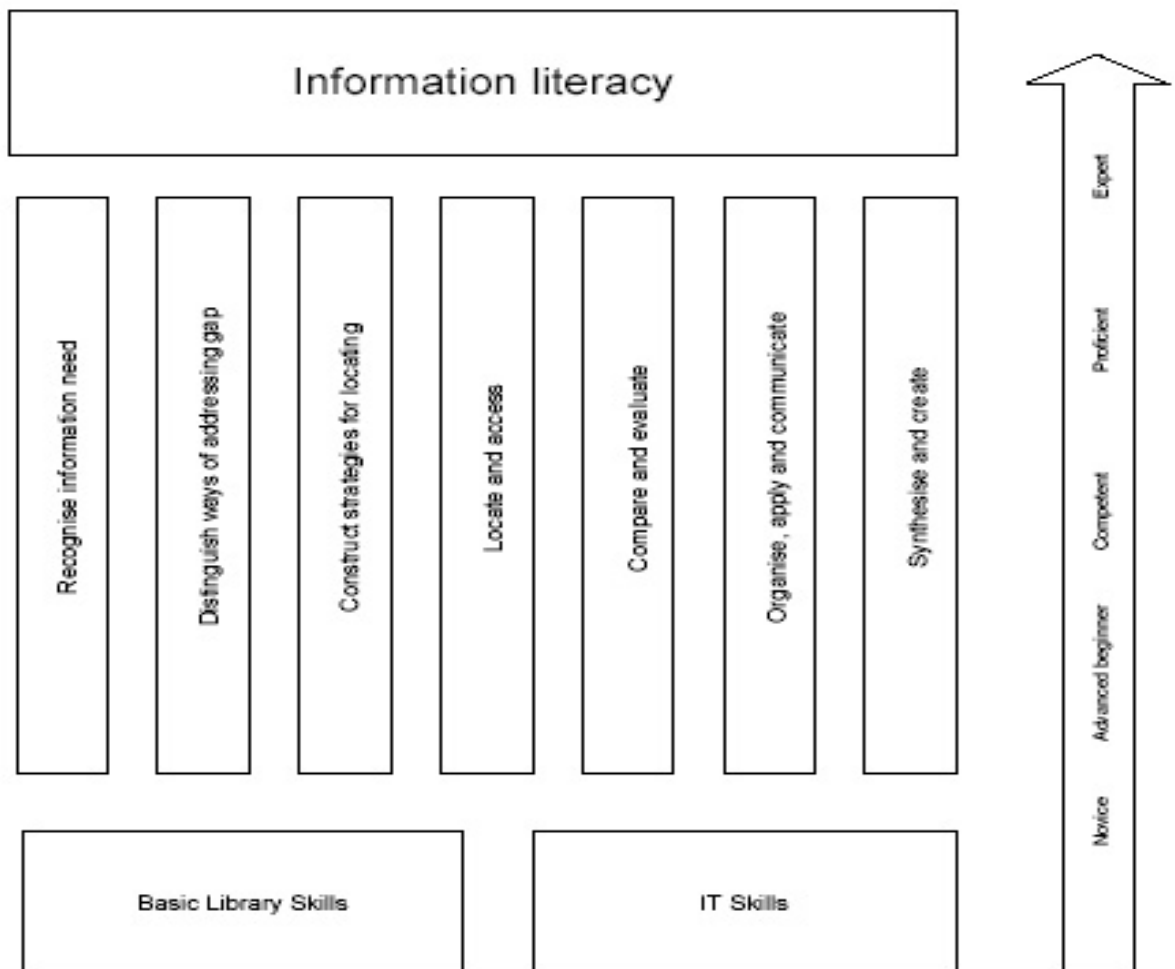 Information literacy
Recognise information need
Distinguish ways of addressing gap
Construct strategies for locating
Locate and access
Compare and evaluate
Organise, apply and communicate
Synthesise and create
Basic Library Skills
IT Skills
Expert
Proficient
Competent
Advanced beginner
Novice